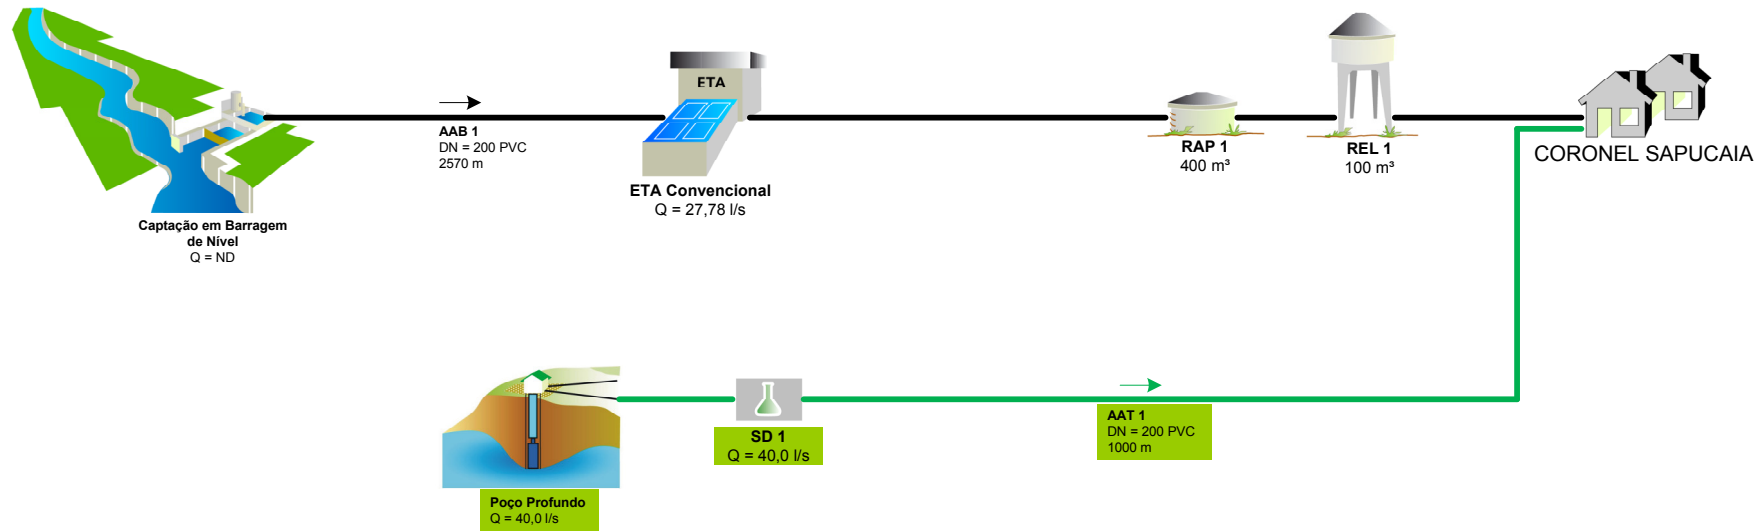 ETA
AAB 1
DN = 200 PVC
2570 m
RAP 1
400 m³
REL 1
100 m³
CORONEL SAPUCAIA
ETA Convencional
Q = 27,78 l/s
Captação em Barragem
de Nível
Q = ND
AAT 1
DN = 200 PVC
1000 m
SD 1
Q = 40,0 l/s
Poço Profundo
Q = 40,0 l/s